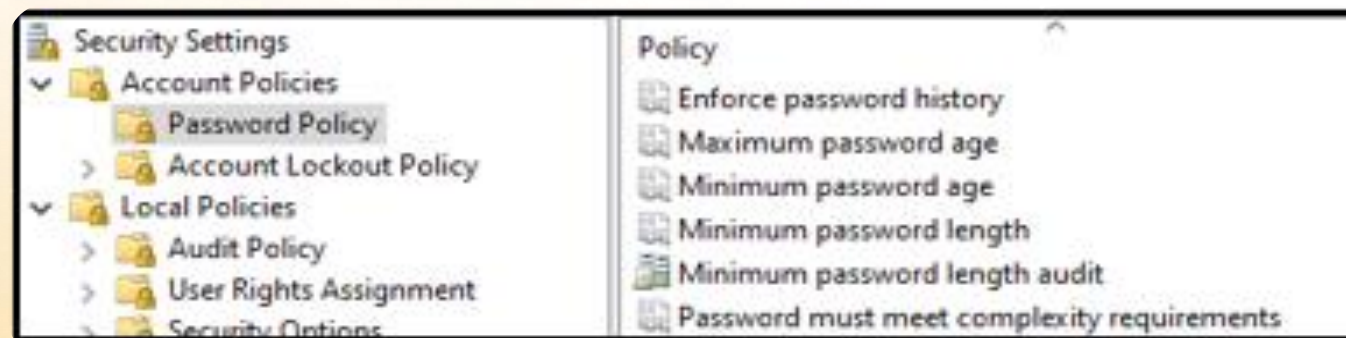 Security Settings
Account Policies
Password Policy
Account Lockout Policy
Local Policies
Audit Policy
User Rights Assignment
Security Options
Policy
Enforce password history
Maximum password age
Minimum password age
Minimum password length
Minimum password length audit
Password must meet complexity requirements